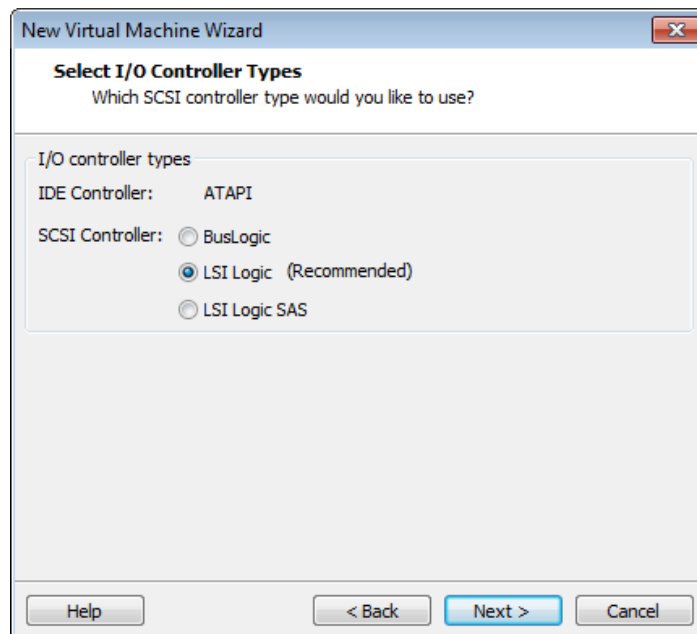 New Virtual Machine Wizard
Select I/O Controller Types
Which SCSI controller type would you like to use?
I/O controller types
IDE Controller: ATAPI
SCSI Controller: BusLogic
LSI Logic (Recommended)
LSI Logic SAS
Help < Back Next > Cancel